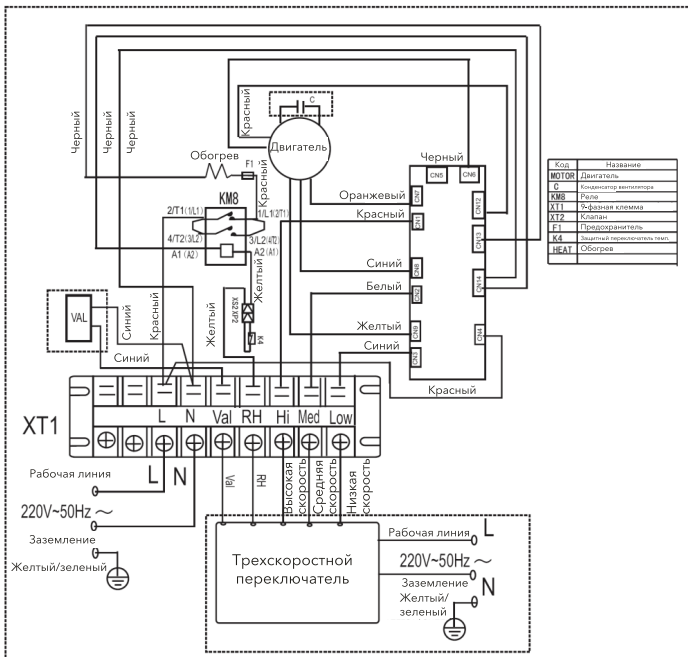 Черный
Черный
Черный
Красный
C
Двигатель
Обогрев
F1
Красный
KM8
2/T1(1/L1)
1/L1(2/T1)
4/T2(3/L2)
3/L2(4/T2)
A1(A2)
A2(A1)
Желтый
Желтый
XS2 XP2
K4
Черный
CN5
CN6
Оранжевый
CN7
CN12
Красный
CN1
CN13
Синий
CN8
CN14
Белый
CN2
Желтый
CN9
CN4
Синий
CN3
Красный
Код Название
MOTOR Двигатель
C Конденсатор вентилятора
KM8 Реле
XT1 9-фазная клемма
XT2 Клапан
F1 Предохранитель
K4 Защитный переключатель темп.
HEAT Обогрев
VAL
Синий
Красный
Синий
XT1
L N Val RH Hi Med Low
Рабочая линия
L N
220V~50Hz ～
Заземление
Желтый/зеленый
Val
RH
Высокая скорость
Средняя скорость
Низкая скорость
Трехскоростной
переключатель
Рабочая линия
L
220V~50Hz ～
Заземление
N
Желтый/
зеленый